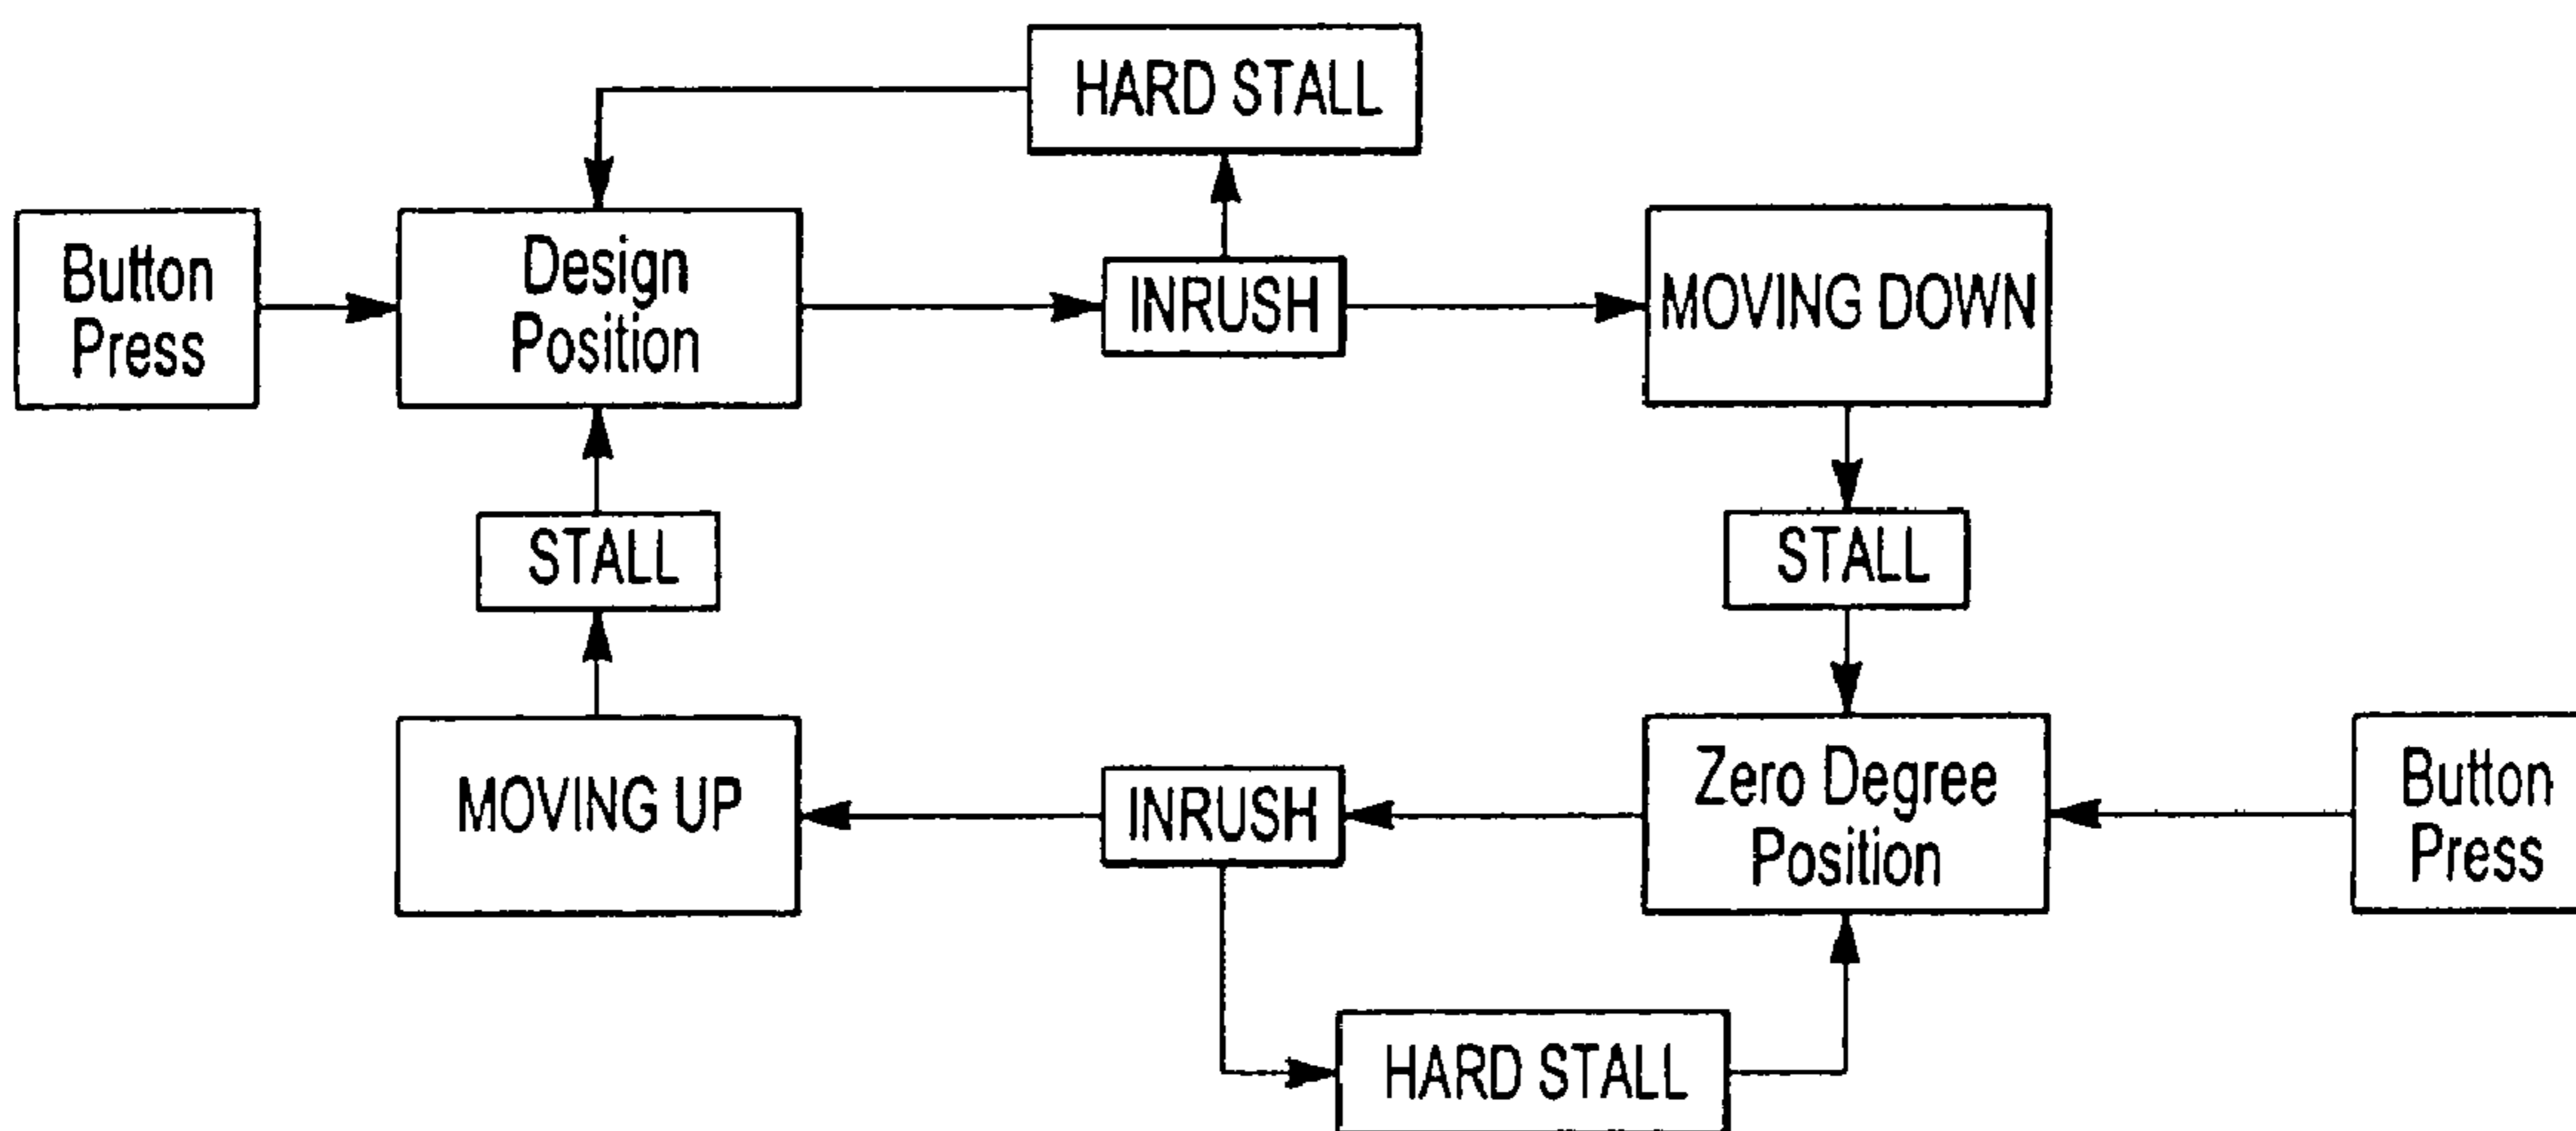 HARD STALL
Button
Press
Design
Position
INRUSH
MOVING DOWN
STALL
STALL
MOVING UP
INRUSH
Zero Degree
Position
Button
Press
HARD STALL